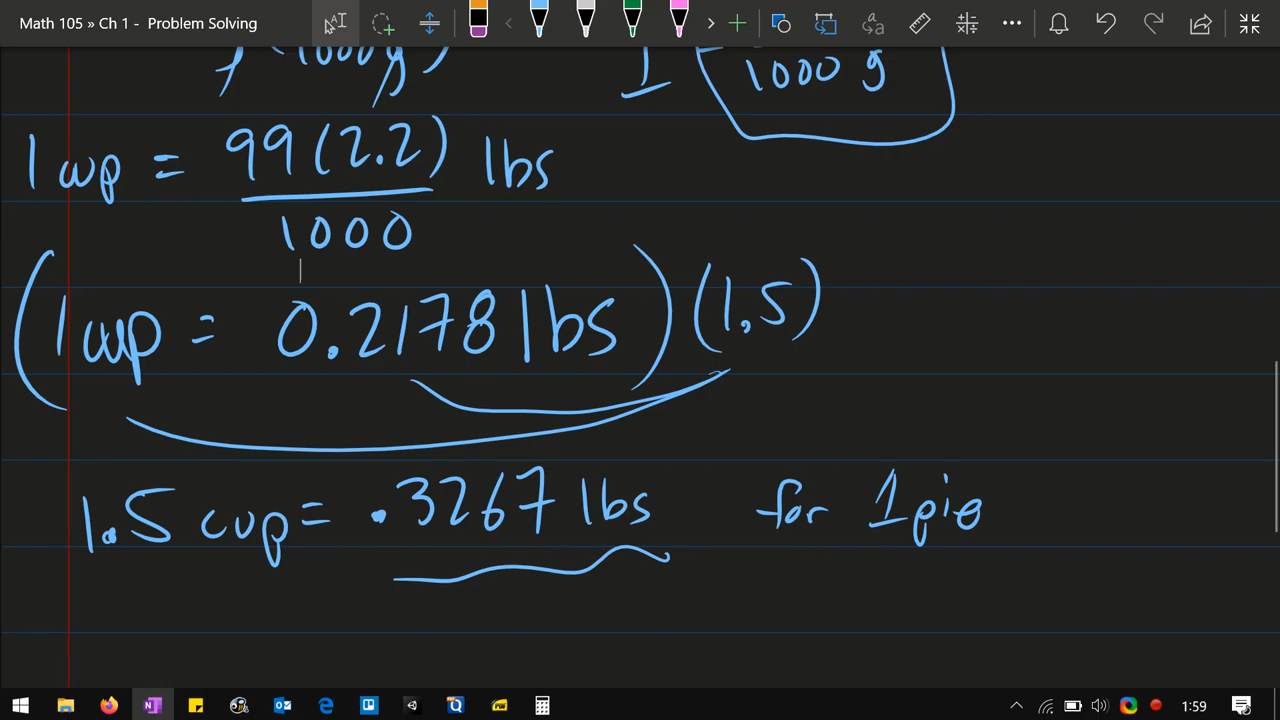 Math 105 » Ch 1 - Problem Solving
1000 g
1000 g
1 cup = 99(2.2) lbs
1000
(1 cup = 0.2178 lbs) (1.5)
1.5 cup = .3267 lbs for 1 pie
1:59